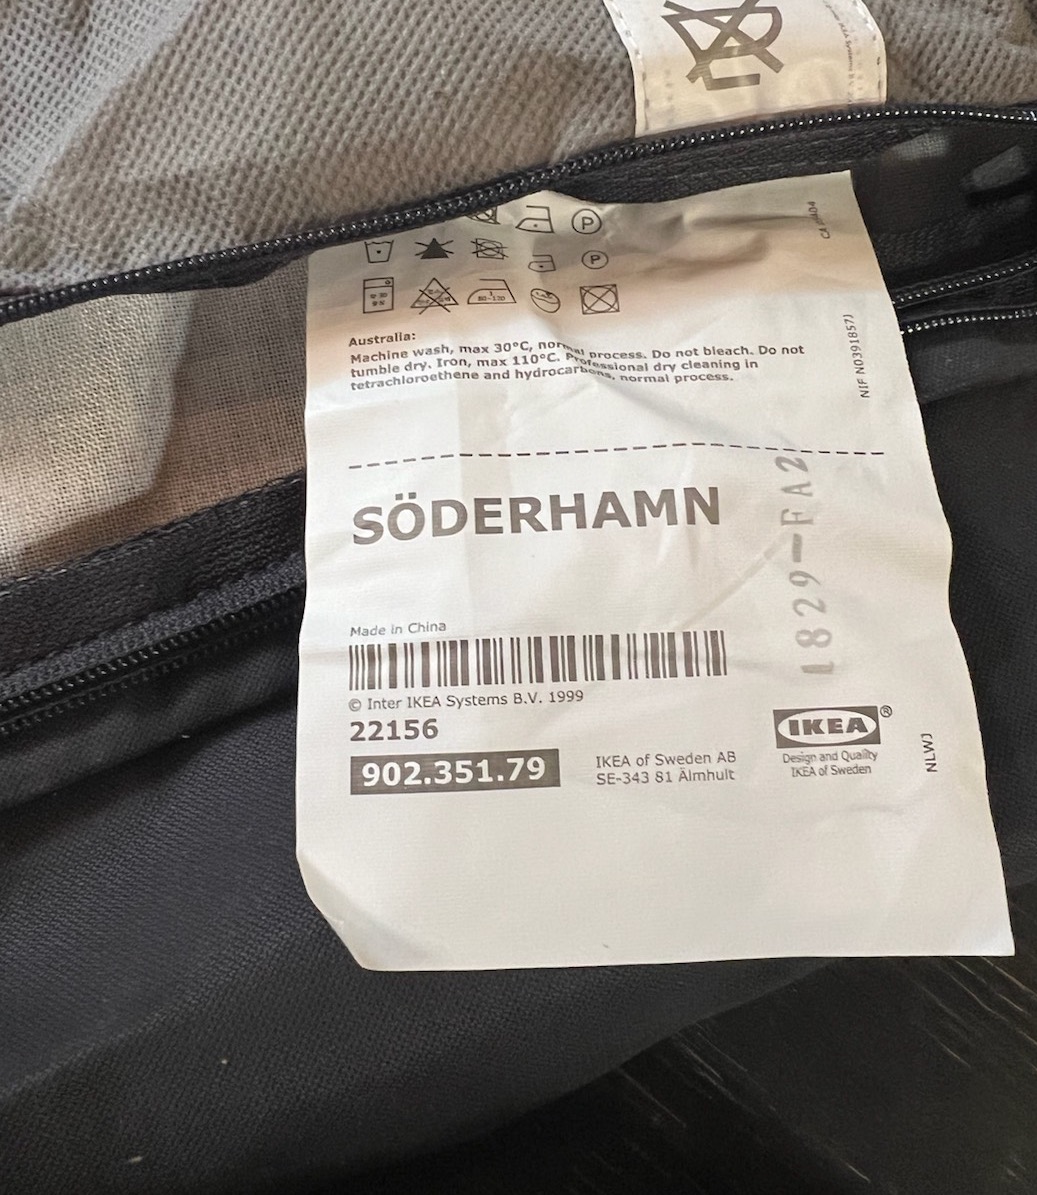 P
P
80-120
Australia:
Machine wash, max 30°C, normal process. Do not bleach. Do not
tumble dry. Iron, max 110°C. Professional dry cleaning in
tetrachloroethene and hydrocarbons, normal process.
NIF N0391857J
SÖDERHAMN
1829-FA2
Made in China
© Inter IKEA Systems B.V. 1999
22156
902.351.79
IKEA of Sweden AB
SE-343 81 Älmhult
IKEA®
Design and Quality
IKEA of Sweden
NLWJ